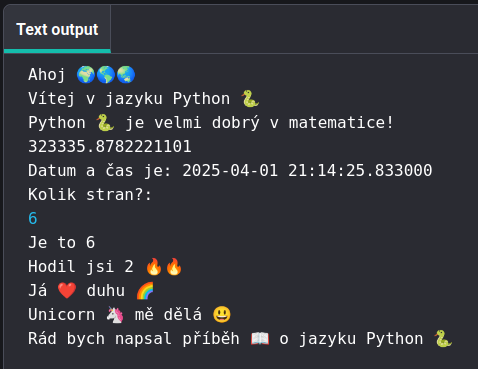 Text output
Ahoj 🌍🌎🌏
Vítej v jazyku Python 🐍
Python 🐍 je velmi dobrý v matematice!
323335.8782221101
Datum a čas je: 2025-04-01 21:14:25.833000
Kolik stran?:
6
Je to 6
Hodil jsi 2 🔥🔥
Já ❤️ duhu 🌈
Unicorn 🦄 mě dělá 😃
Rád bych napsal příběh 📖 o jazyku Python 🐍